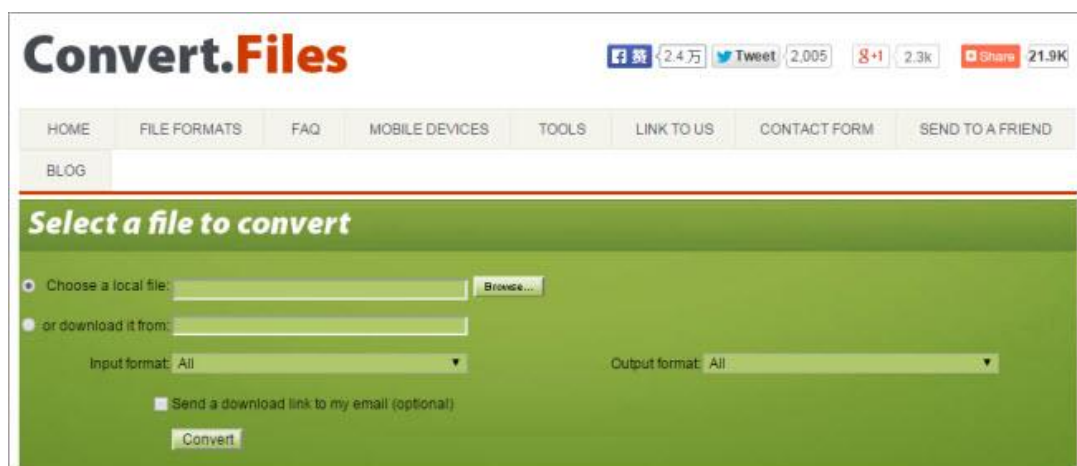 Convert.Files
赞 2.4万 Tweet 2,005 g+1 2.3k Share 21.9K
HOME FILE FORMATS FAQ MOBILE DEVICES TOOLS LINK TO US CONTACT FORM SEND TO A FRIEND
BLOG
Select a file to convert
Choose a local file: Browse...
or download it from:
Input format: All Output format: All
Send a download link to my email (optional)
Convert